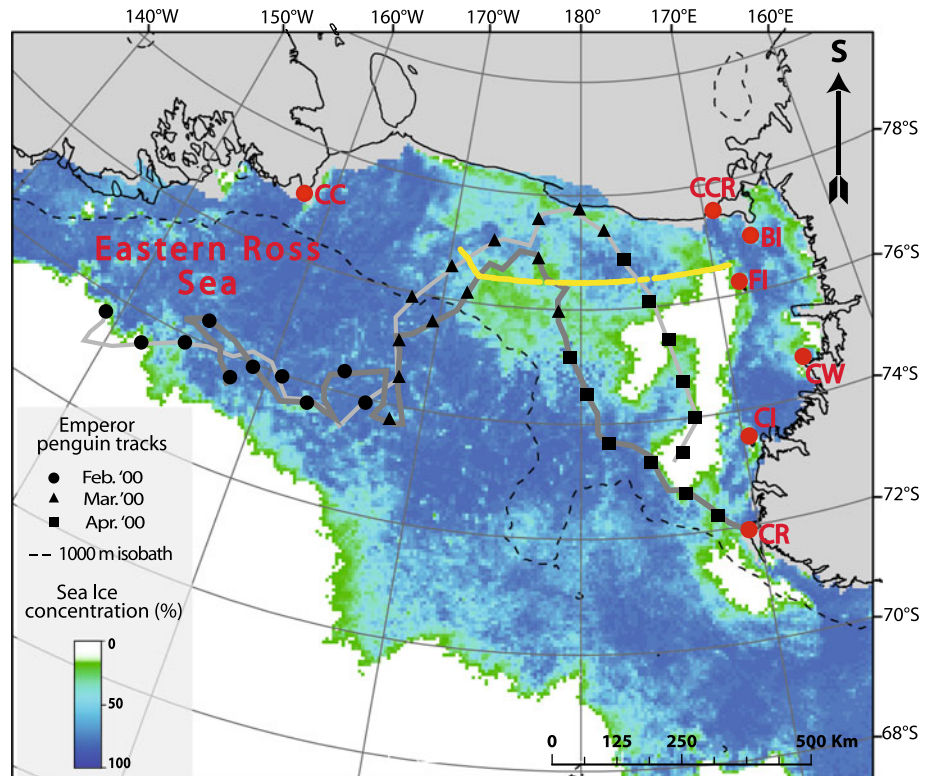 140°W 150°W 160°W 170°W 180° 170°E 160°E
S
78°S
CC
CCR
BI
76°S
Eastern Ross
Sea
FI
CW
74°S
CI
Emperor
penguin tracks
Feb. '00
Mar.'00
Apr. '00
1000 m isobath
72°S
CR
Sea Ice
concentration (%)
70°S
0
50
100
68°S
0 125 250 500 Km